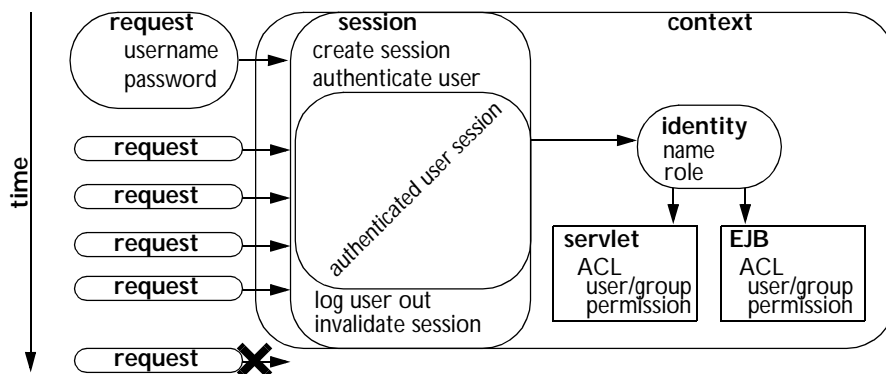 request
username
password
session
create session
authenticate user
context
time
request
request
request
request
request
authenticated user session
log user out
invalidate session
identity
name
role
servlet
ACL
user/group
permission
EJB
ACL
user/group
permission